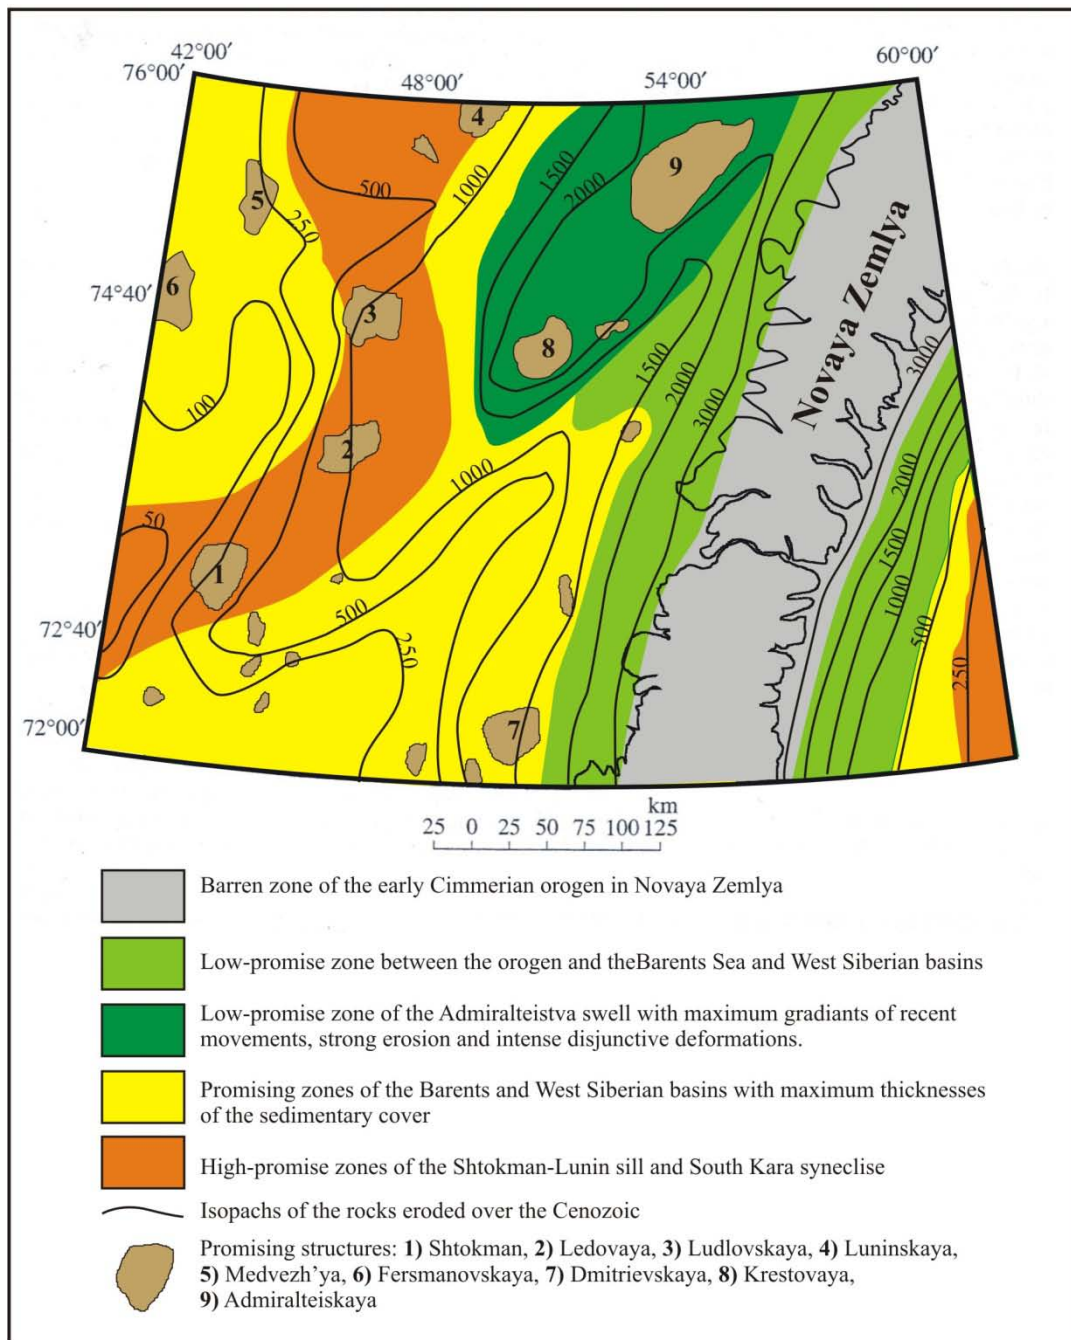 42°00′
76°00′
48°00′
54°00′
60°00′
4
9
1500
2000
1000
500
5
250
6
74°40′
3
8
Novaya Zemlya
3000
1500
2000
3000
100
2
1000
2000
50
1
1500
1000
500
500
72°40′
250
250
7
72°00′
km
25 0 25 50 75 100 125
Barren zone of the early Cimmerian orogen in Novaya Zemlya
Low-promise zone between the orogen and theBarents Sea and West Siberian basins
Low-promise zone of the Admiralteistva swell with maximum gradiants of recent
movements, strong erosion and intense disjunctive deformations.
Promising zones of the Barents and West Siberian basins with maximum thicknesses
of the sedimentary cover
High-promise zones of the Shtokman-Lunin sill and South Kara syneclise
Isopachs of the rocks eroded over the Cenozoic
Promising structures: 1) Shtokman, 2) Ledovaya, 3) Ludlovskaya, 4) Luninskaya,
5) Medvezh'ya, 6) Fersmanovskaya, 7) Dmitrievskaya, 8) Krestovaya,
9) Admiralteiskaya